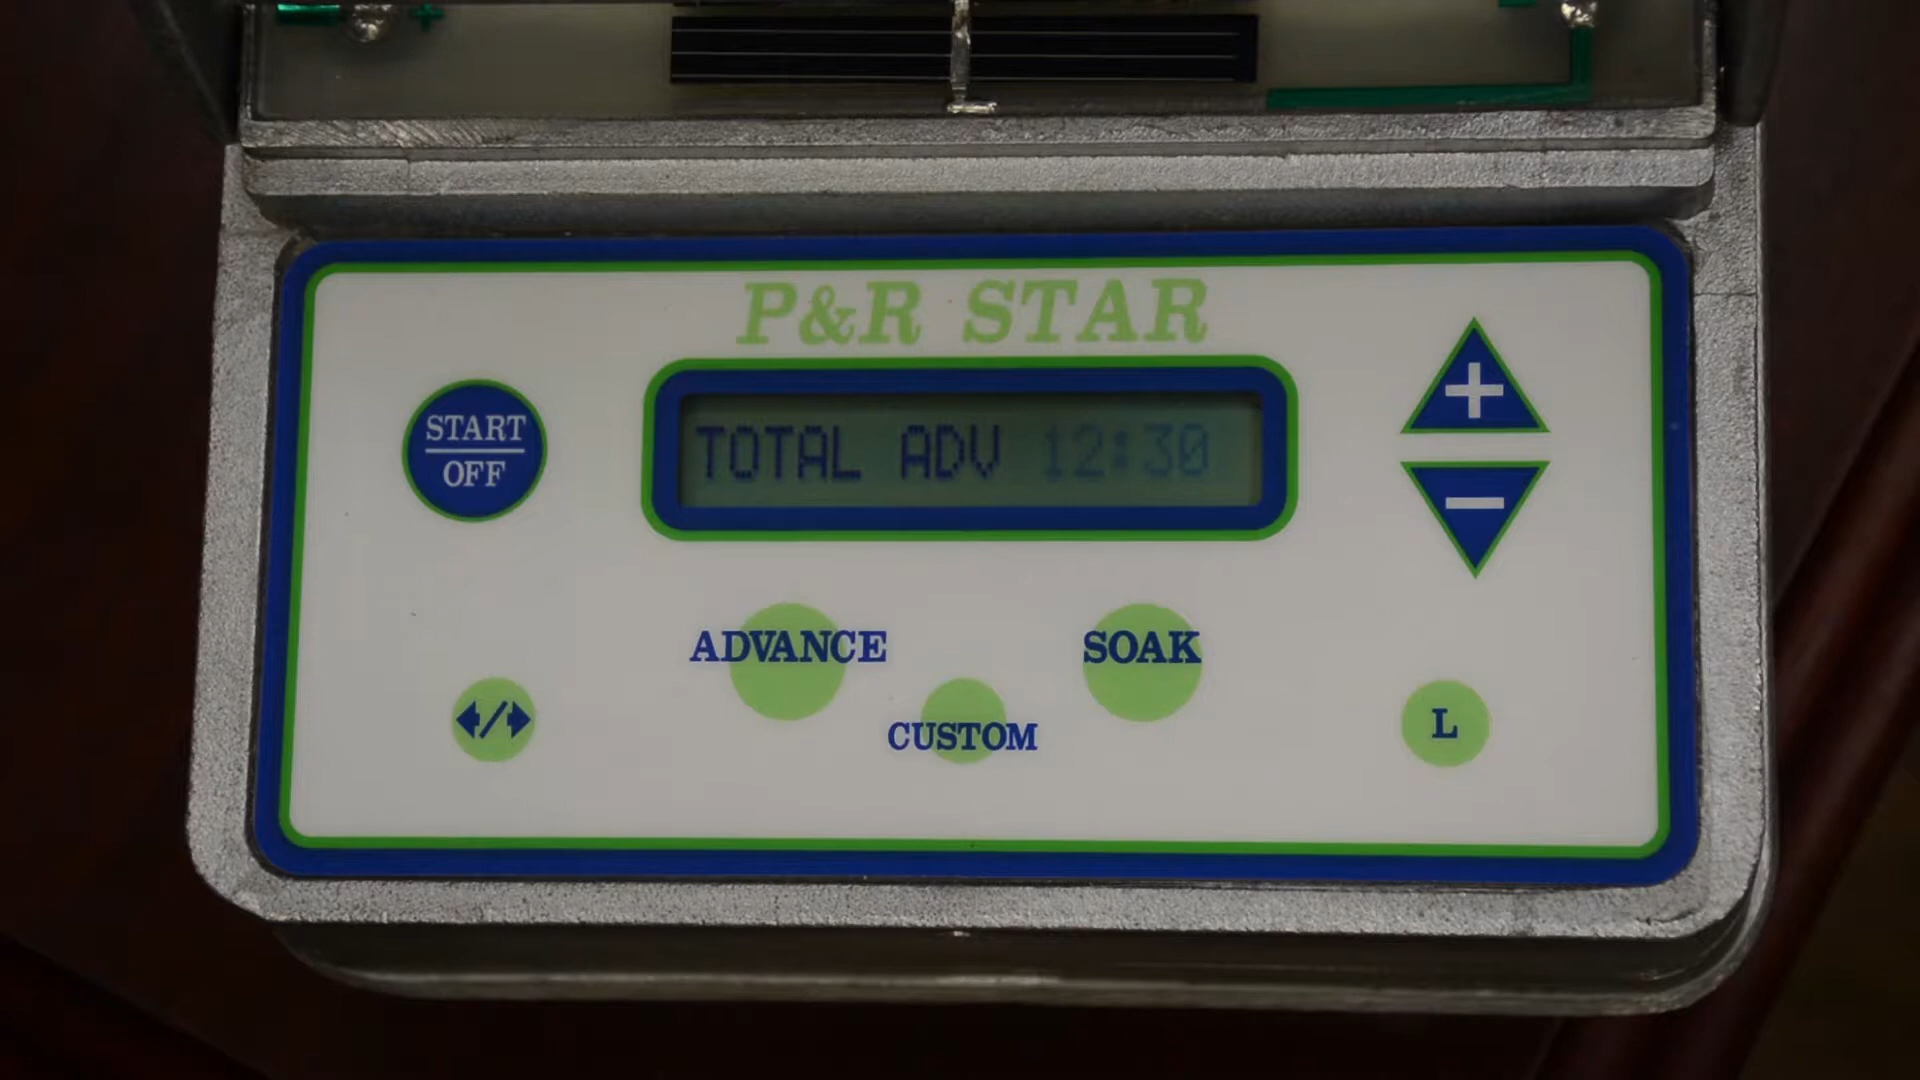 P&R STAR
START
OFF
TOTAL ADV 12:30
+
−
ADVANCE
SOAK
CUSTOM
L